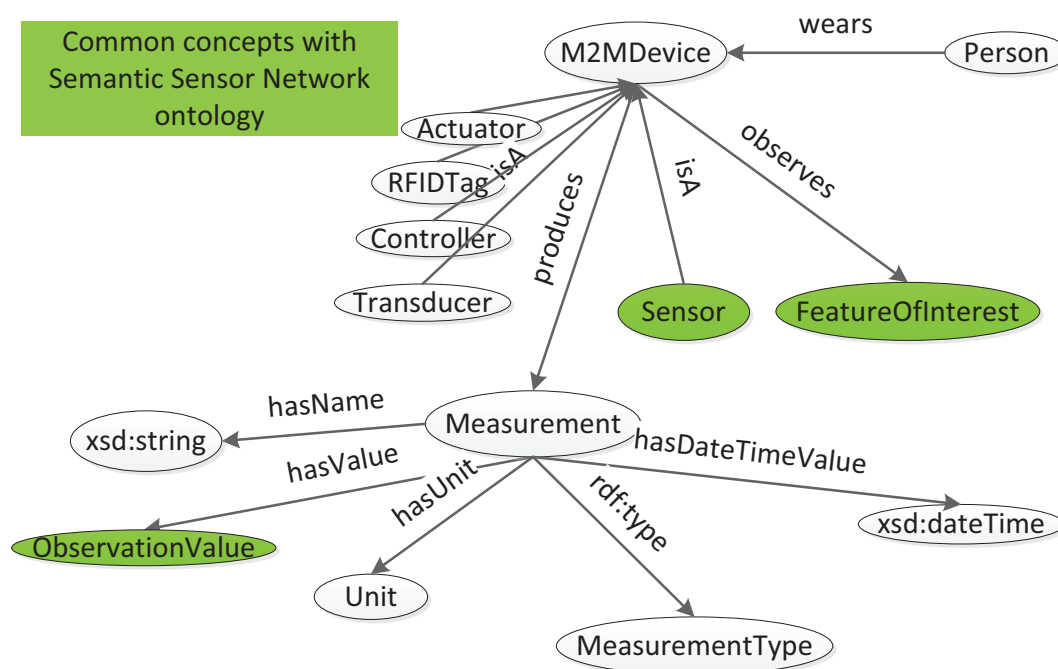 Common concepts with
Semantic Sensor Network
ontology
wears
M2MDevice
Person
Actuator
isA
RFIDTag
Controller
Transducer
produces
isA
observes
Sensor
FeatureOfInterest
hasName
Measurement
xsd:string
hasValue
hasUnit
rdf:type
hasDateTimeValue
ObservationValue
xsd:dateTime
Unit
MeasurementType